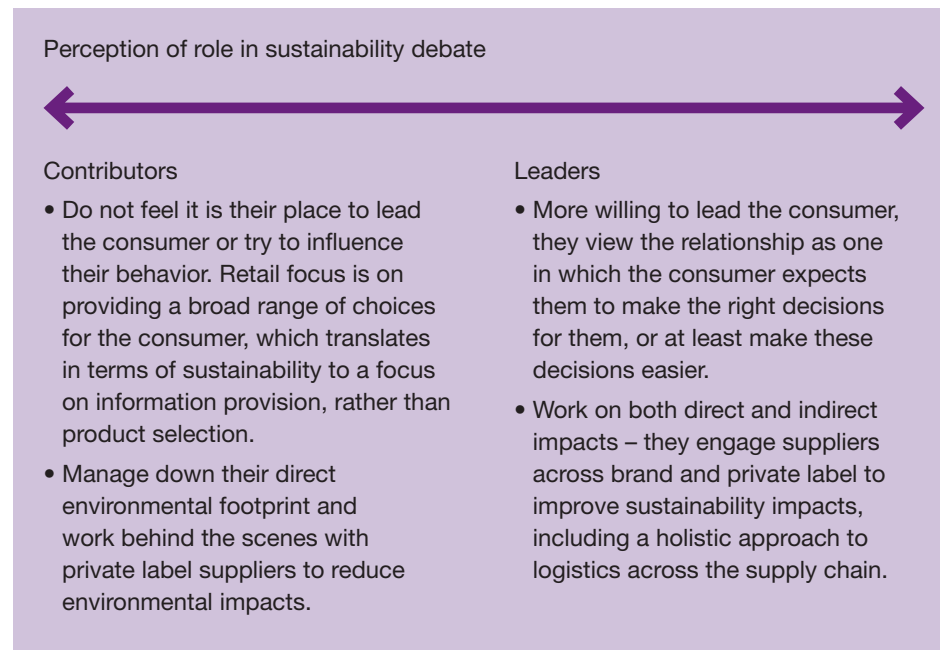 Perception of role in sustainability debate
Contributors
• Do not feel it is their place to lead
the consumer or try to influence
their behavior. Retail focus is on
providing a broad range of choices
for the consumer, which translates
in terms of sustainability to a focus
on information provision, rather than
product selection.
• Manage down their direct
environmental footprint and
work behind the scenes with
private label suppliers to reduce
environmental impacts.
Leaders
• More willing to lead the consumer,
they view the relationship as one
in which the consumer expects
them to make the right decisions
for them, or at least make these
decisions easier.
• Work on both direct and indirect
impacts – they engage suppliers
across brand and private label to
improve sustainability impacts,
including a holistic approach to
logistics across the supply chain.